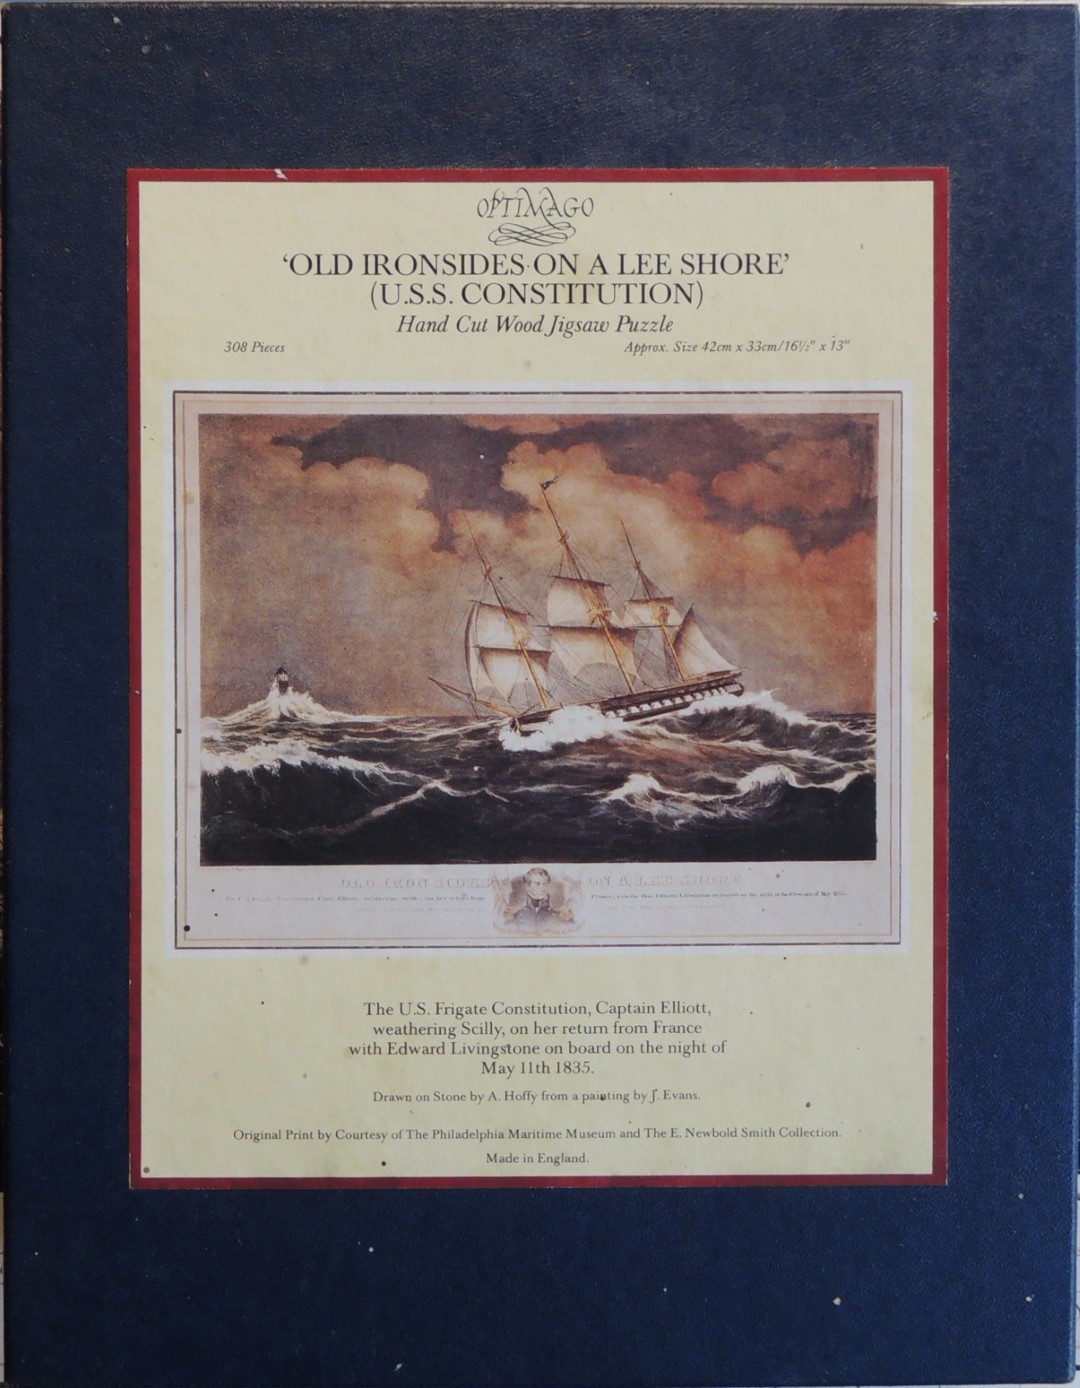 OPTIMAGO
‘OLD IRONSIDES·ON A LEE SHORE’
(U.S.S. CONSTITUTION)
Hand Cut Wood Jigsaw Puzzle
308 Pieces
Approx. Size 42cm x 33cm/16½" x 13"
OLD IRON SIDES ON A LEE SHORE
The U.S. Frigate Constitution, Captain Elliott,
weathering Scilly, on her return from France
with Edward Livingstone on board on the night of
May 11th 1835.
Drawn on Stone by A. Hoffy from a painting by J. Evans.
Original Print by Courtesy of The Philadelphia Maritime Museum and The E. Newbold Smith Collection.
Made in England.